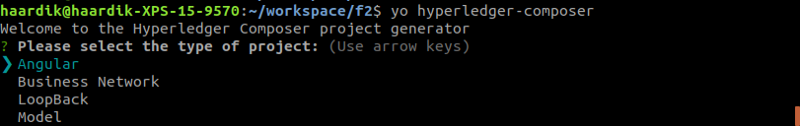 haardik@haardik-XPS-15-9570:~/workspace/f2$ yo hyperledger-composer
Welcome to the Hyperledger Composer project generator
? Please select the type of project: (Use arrow keys)
❯ Angular
Business Network
LoopBack
Model